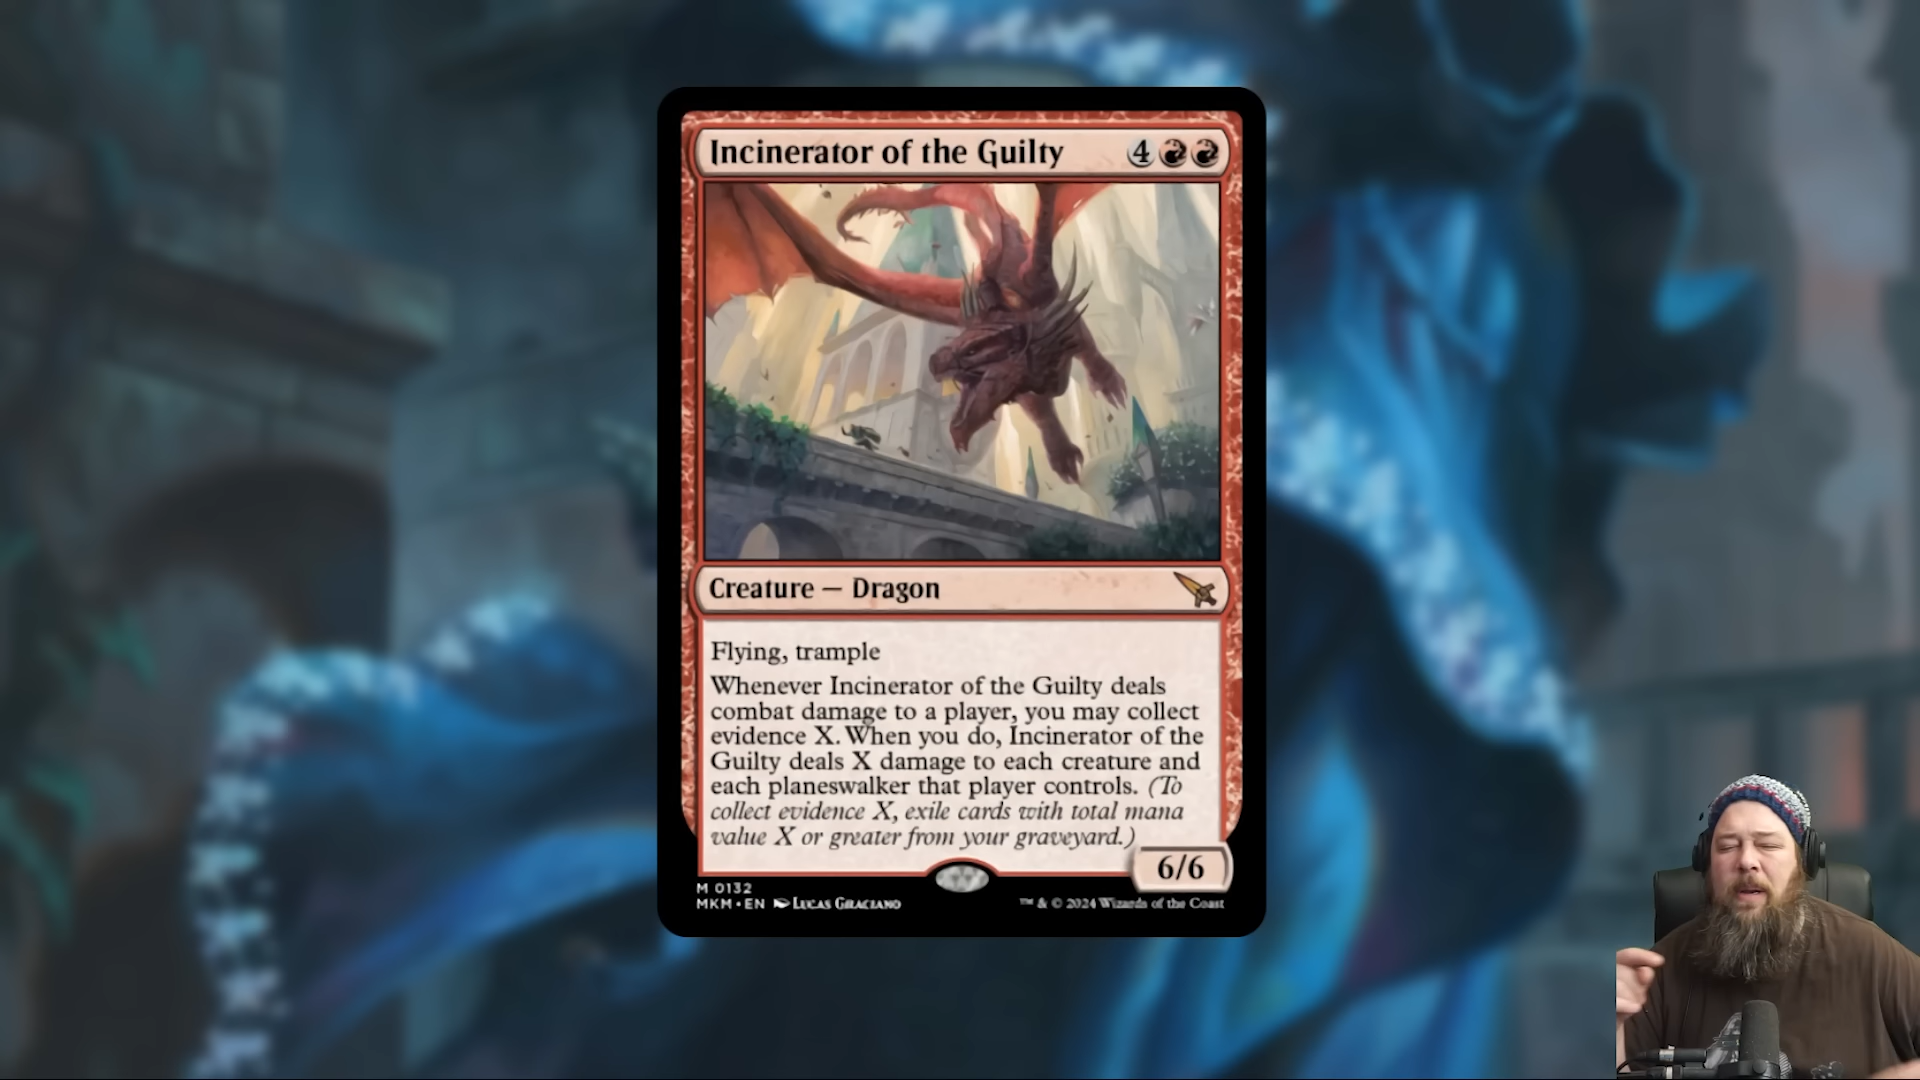 Incinerator of the Guilty 4
Creature — Dragon
Flying, trample
Whenever Incinerator of the Guilty deals
combat damage to a player, you may collect
evidence X. When you do, Incinerator of the
Guilty deals X damage to each creature and
each planeswalker that player controls. (To
collect evidence X, exile cards with total mana
value X or greater from your graveyard.)
6/6
M 0132
MKM • EN LUCAS GRACIANO
™ & © 2024 Wizards of the Coast